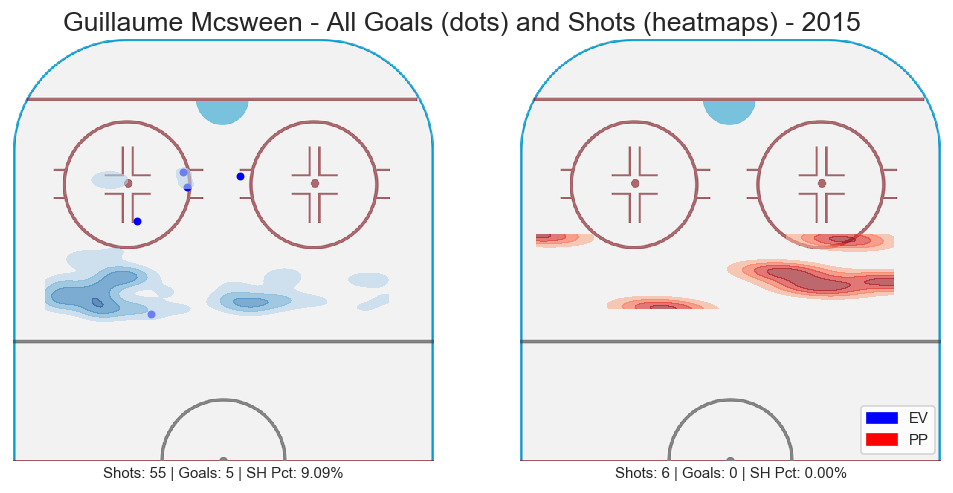 Guillaume Mcsween - All Goals (dots) and Shots (heatmaps) - 2015
EV
PP
Shots: 55 | Goals: 5 | SH Pct: 9.09%
Shots: 6 | Goals: 0 | SH Pct: 0.00%